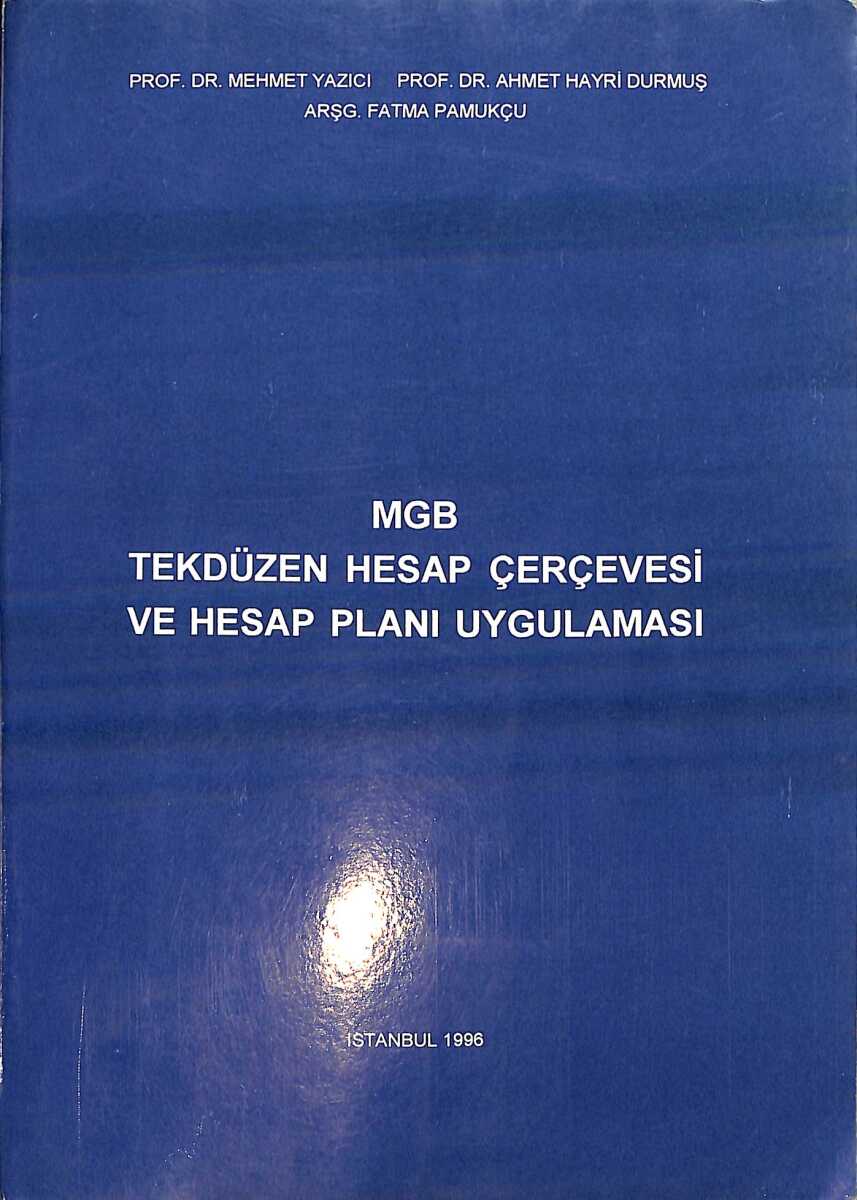 PROF. DR. MEHMET YAZICI PROF. DR. AHMET HAYRİ DURMUŞ
ARŞG. FATMA PAMUKÇU
MGB
TEKDÜZEN HESAP ÇERÇEVESİ
VE HESAP PLANI UYGULAMASI
İSTANBUL 1996